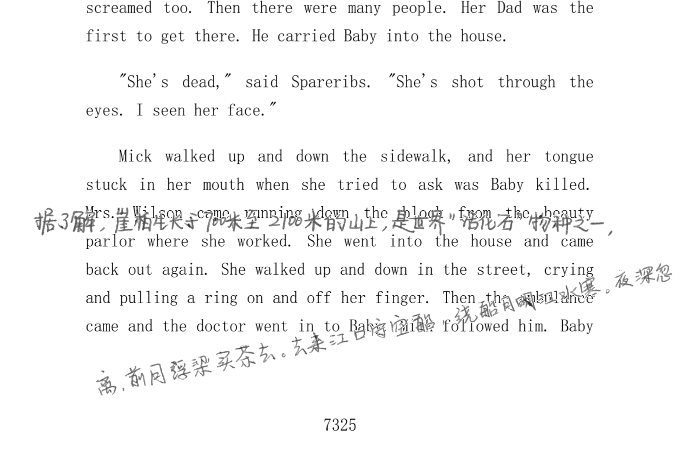 screamed too. Then there were many people. Her Dad was the
first to get there. He carried Baby into the house.
"She's dead," said Spareribs. "She's shot through the
eyes. I seen her face."
Mick walked up and down the sidewalk, and her tongue
stuck in her mouth when she tried to ask was Baby killed.
Mrs. Wilson came running down the block from the beauty
据了解,崖柏生长于700米至2100米的山上,是世界“活化石”物种之一,
parlor where she worked. She went into the house and came
back out again. She walked up and down in the street, crying
and pulling a ring on and off her finger. Then the ambulance
came and the doctor went in to Baby. Mick followed him. Baby
离,前月浮梁买茶去。去来江口守空船,绕船月明江水寒。夜深忽
7325